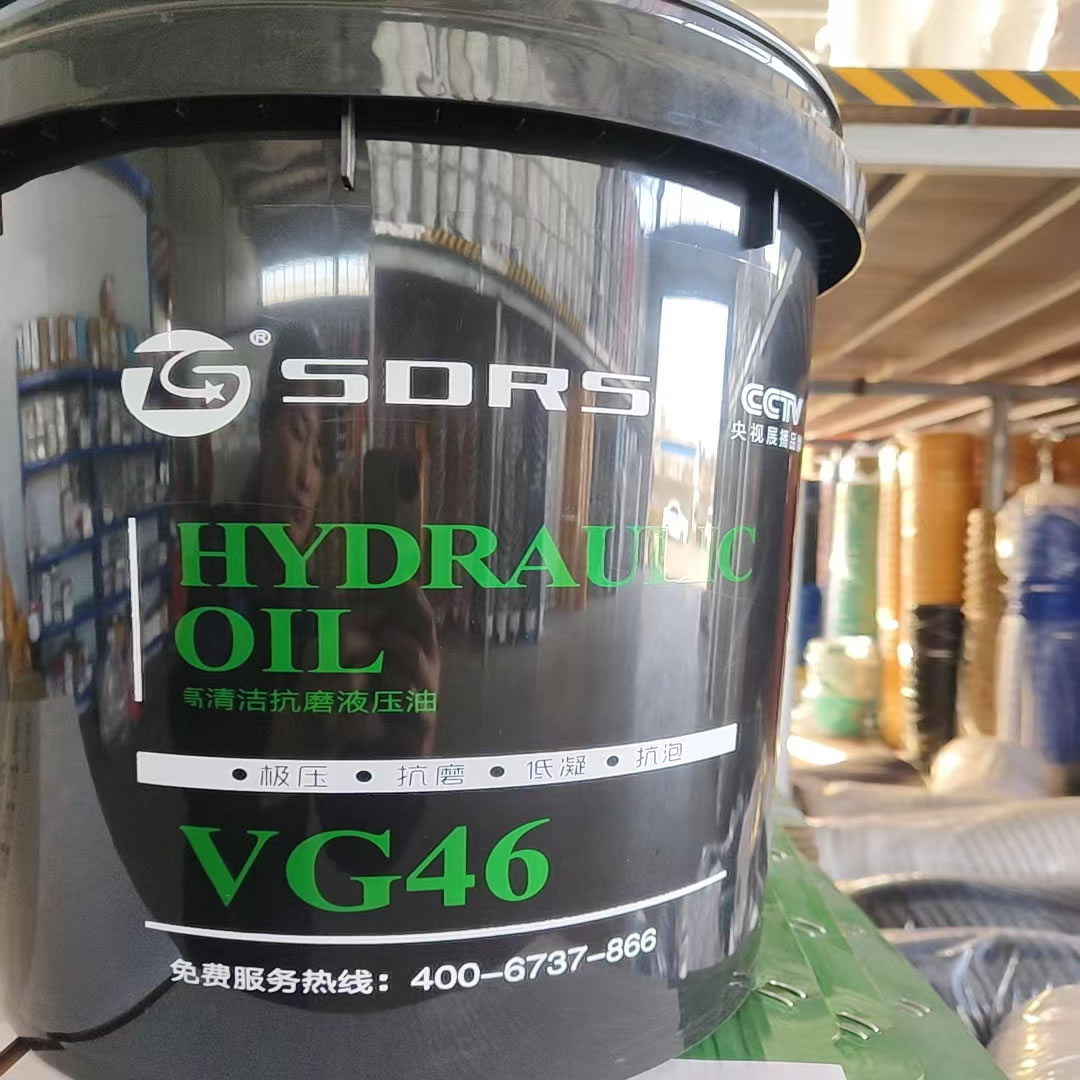 ® SDRS
CCTV
央视展播品牌
HYDRAULIC
OIL
高清洁抗磨液压油
● 极压 ● 抗磨 ● 低凝 ● 抗泡
VG46
免费服务热线：400-6737-866